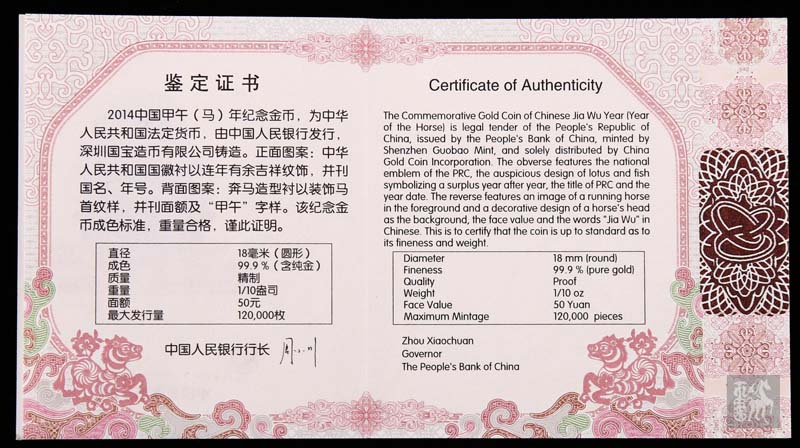 鉴定证书
2014中国甲午（马）年纪念金币，为中华
人民共和国法定货币，由中国人民银行发行，
深圳国宝造币有限公司铸造。正面图案：中华
人民共和国国徽衬以连年有余吉祥纹饰，并刊
国名、年号。背面图案：奔马造型衬以装饰马
首纹样，并刊面额及“甲午”字样。该纪念金
币成色标准，重量合格，谨此证明。
直径 18毫米（圆形）
成色 99.9%（含纯金）
质量 精制
重量 1/10盎司
面额 50元
最大发行量 120,000枚
中国人民银行行长
Certificate of Authenticity
The Commemorative Gold Coin of Chinese Jia Wu Year (Year
of the Horse) is legal tender of the People's Republic of
China, issued by the People's Bank of China, minted by
Shenzhen Guobao Mint, and solely distributed by China
Gold Coin Incorporation. The obverse features the national
emblem of the PRC, the auspicious design of lotus and fish
symbolizing a surplus year after year, the title of PRC and the
year date. The reverse features an image of a running horse
in the foreground and a decorative design of a horse's head
as the background, the face value and the words "Jia Wu" in
Chinese. This is to certify that the coin is up to standard as to
its fineness and weight.
Diameter 18 mm (round)
Fineness 99.9% (pure gold)
Quality Proof
Weight 1/10 oz
Face Value 50 Yuan
Maximum Mintage 120,000 pieces
Zhou Xiaochuan
Governor
The People's Bank of China